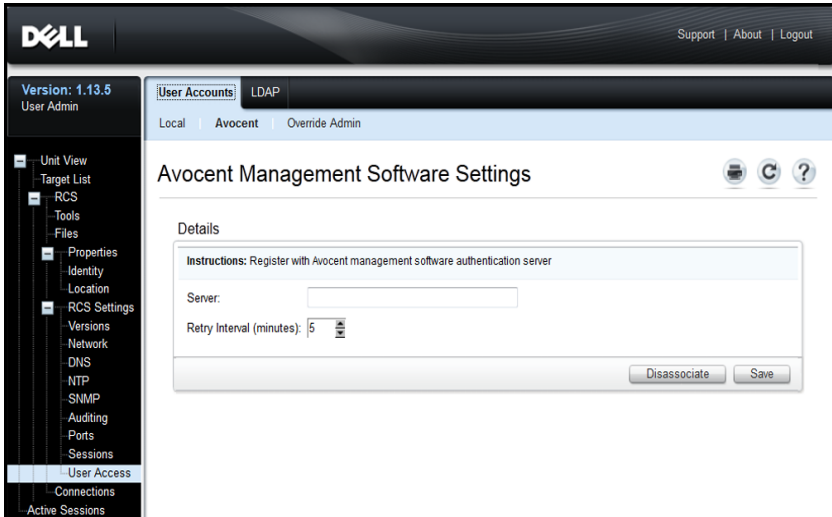 DELL
Support | About | Logout
Version: 1.13.5
User Admin
User Accounts LDAP
Local Avocent Override Admin
Unit View
Target List
RCS
Tools
Files
Properties
Identity
Location
RCS Settings
Versions
Network
DNS
NTP
SNMP
Auditing
Ports
Sessions
User Access
Connections
Active Sessions
Avocent Management Software Settings
?
Details
Instructions: Register with Avocent management software authentication server
Server:
Retry Interval (minutes): 5
Disassociate Save